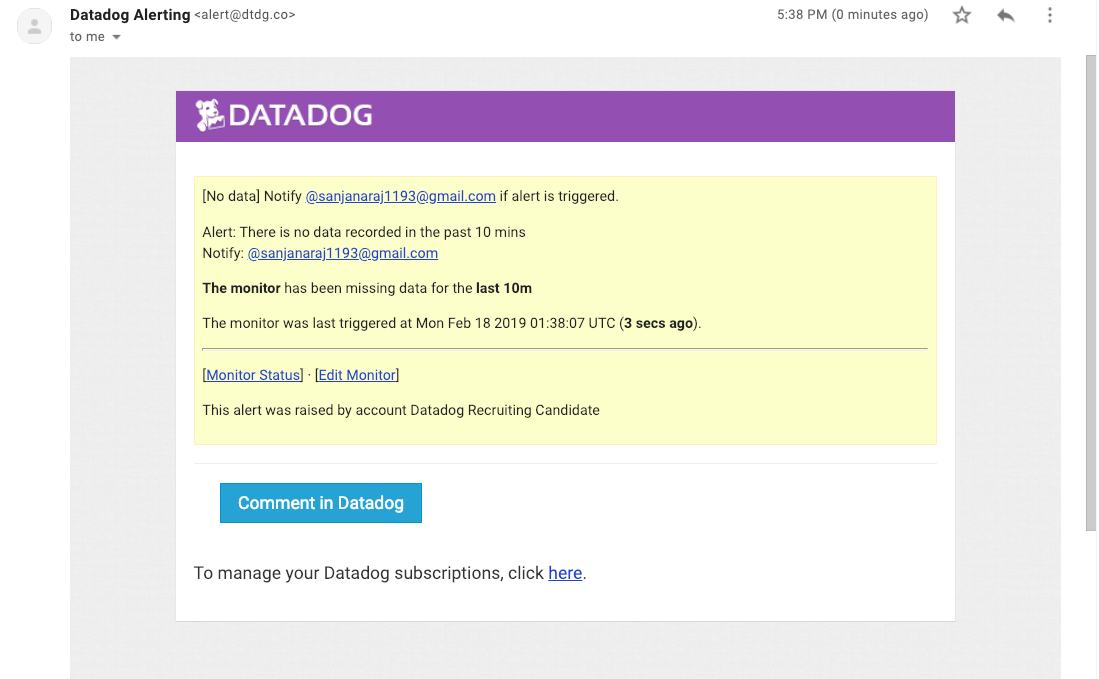 Datadog Alerting <alert@dtdg.co>
5:38 PM (0 minutes ago)
to me
DATADOG
[No data] Notify @sanjanaraj1193@gmail.com if alert is triggered.
Alert: There is no data recorded in the past 10 mins
Notify: @sanjanaraj1193@gmail.com
The monitor has been missing data for the last 10m
The monitor was last triggered at Mon Feb 18 2019 01:38:07 UTC (3 secs ago).
[Monitor Status] · [Edit Monitor]
This alert was raised by account Datadog Recruiting Candidate
Comment in Datadog
To manage your Datadog subscriptions, click here.